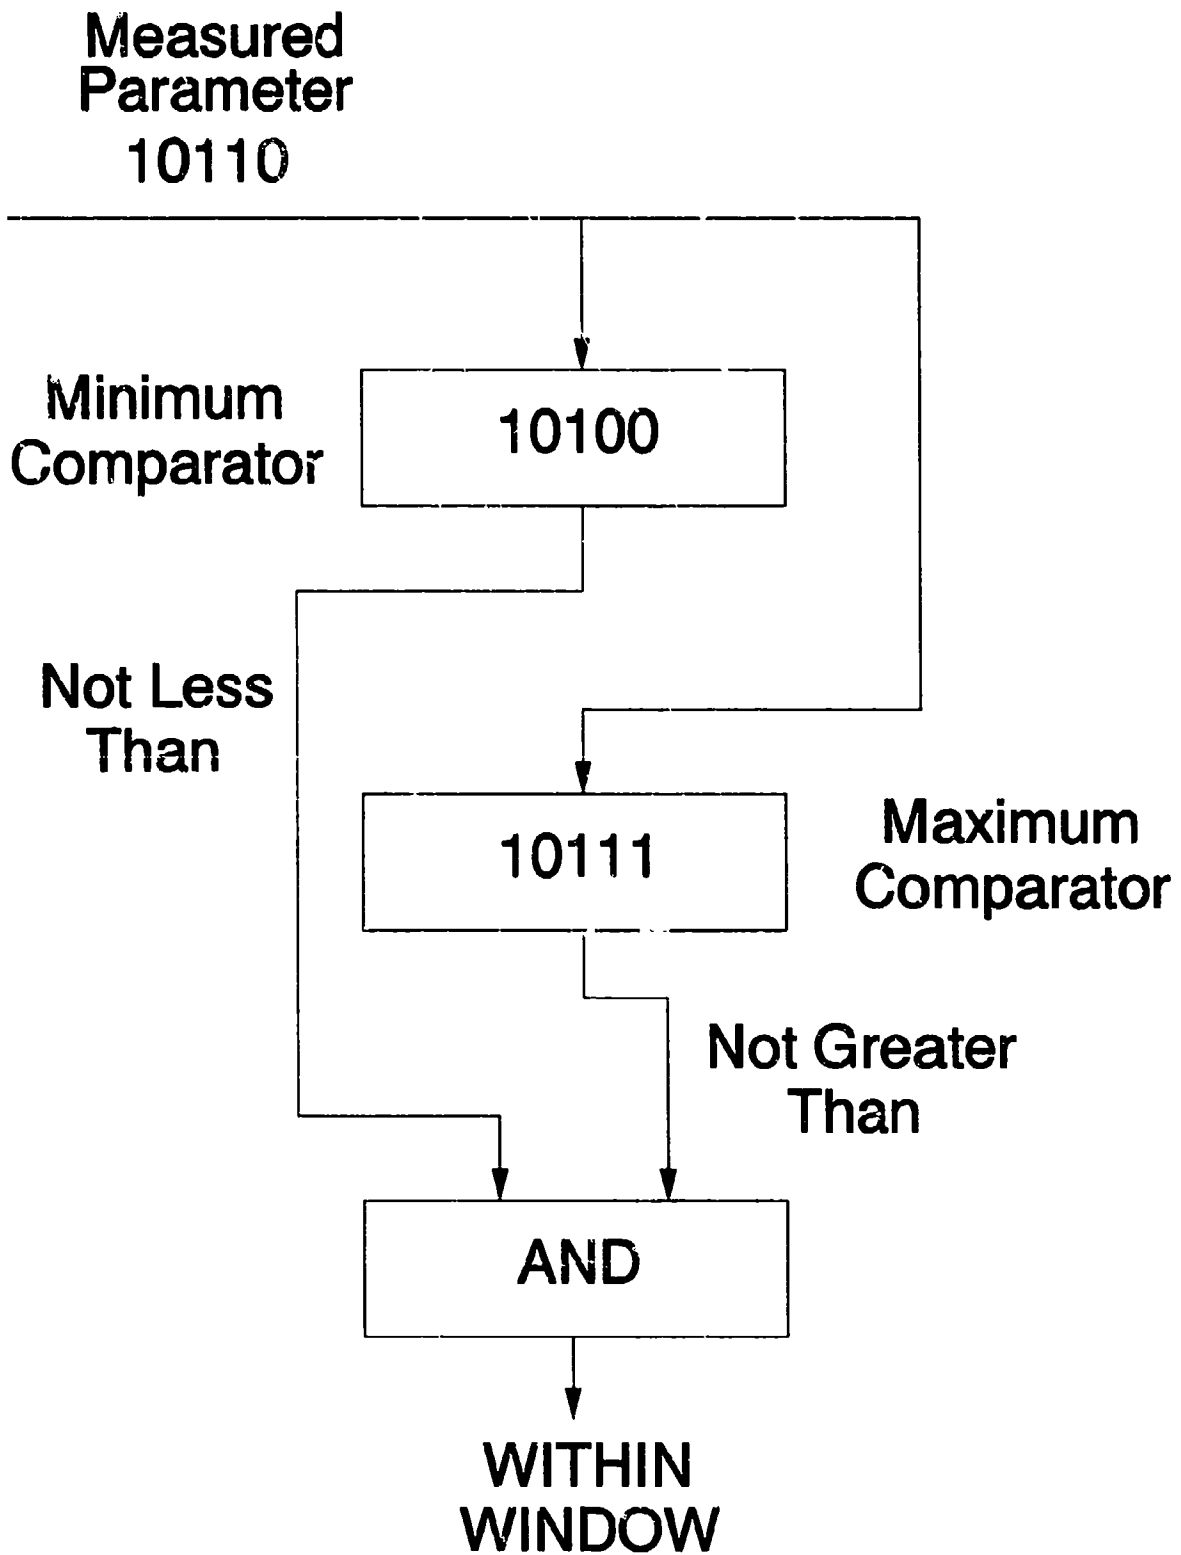 Measured
Parameter
10110
Minimum
Comparator
10100
Not Less
Than
10111
Maximum
Comparator
Not Greater
Than
AND
WITHIN
WINDOW